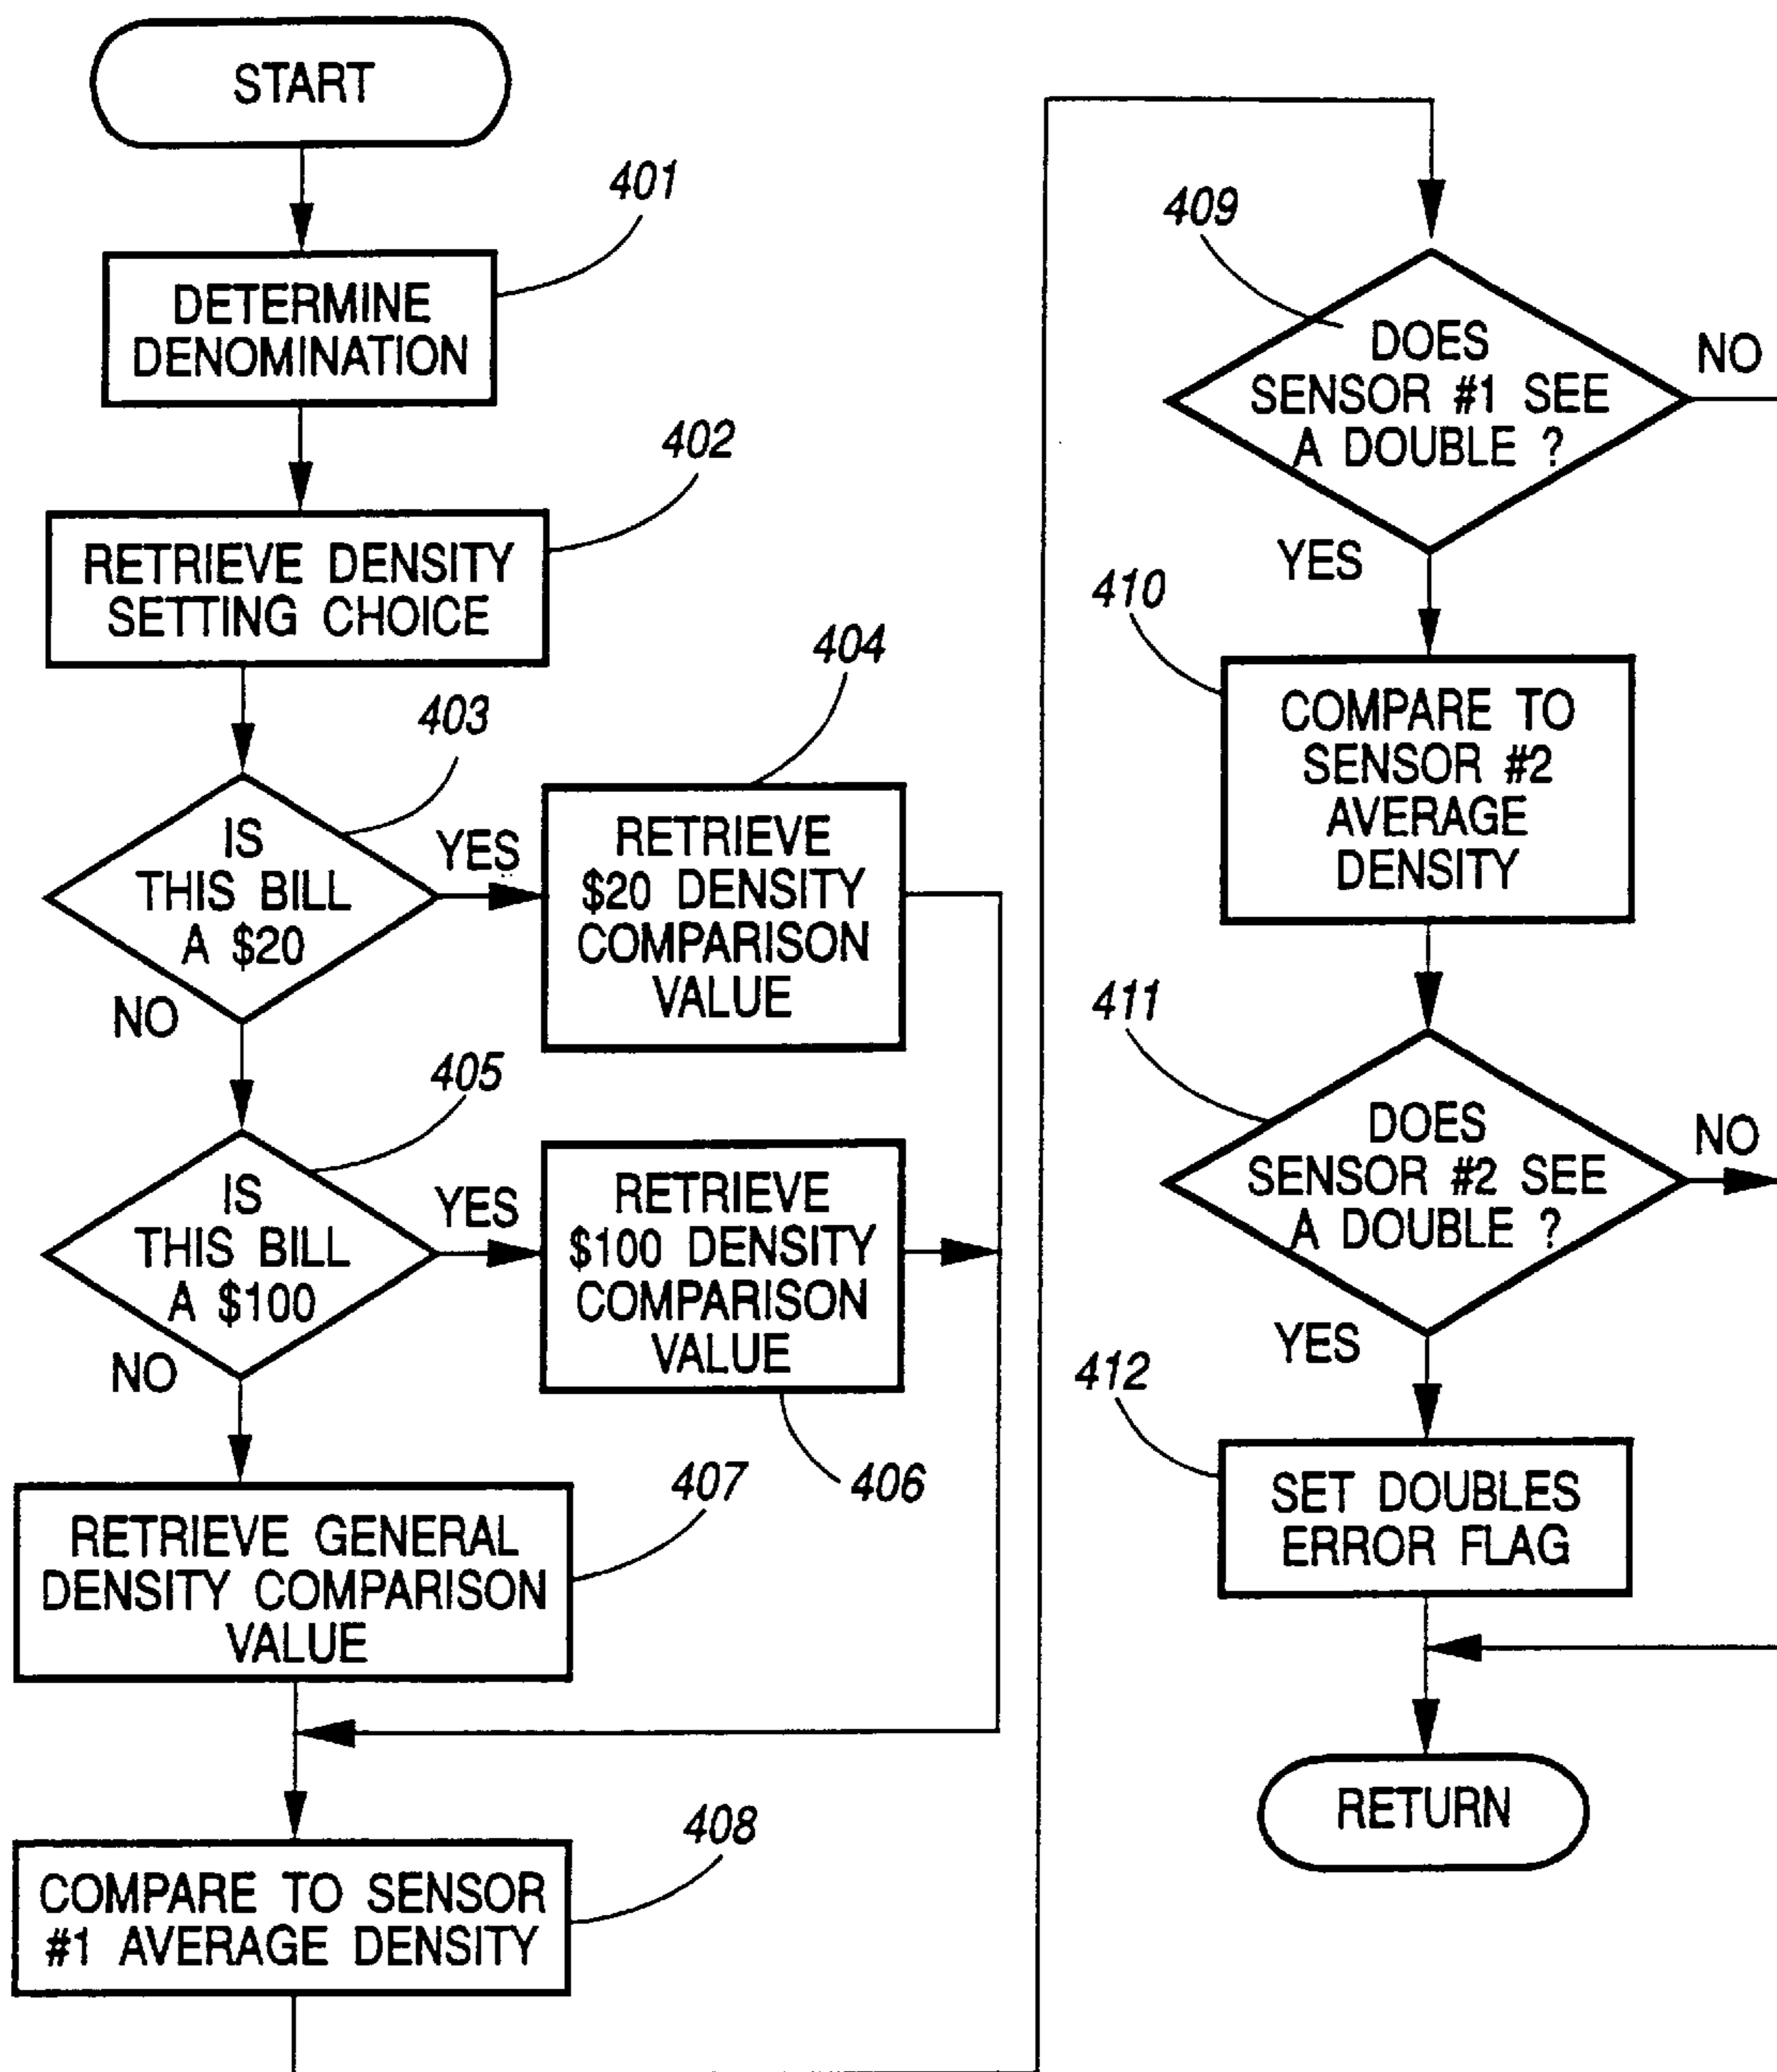 START
401
DETERMINE
DENOMINATION
402
RETRIEVE DENSITY
SETTING CHOICE
403
IS
THIS BILL
A $20
YES
NO
404
RETRIEVE
$20 DENSITY
COMPARISON
VALUE
405
IS
THIS BILL
A $100
YES
NO
RETRIEVE
$100 DENSITY
COMPARISON
VALUE
406
407
RETRIEVE GENERAL
DENSITY COMPARISON
VALUE
408
COMPARE TO SENSOR
#1 AVERAGE DENSITY
409
DOES
SENSOR #1 SEE
A DOUBLE ?
NO
YES
410
COMPARE TO
SENSOR #2
AVERAGE
DENSITY
411
DOES
SENSOR #2 SEE
A DOUBLE ?
NO
YES
412
SET DOUBLES
ERROR FLAG
RETURN